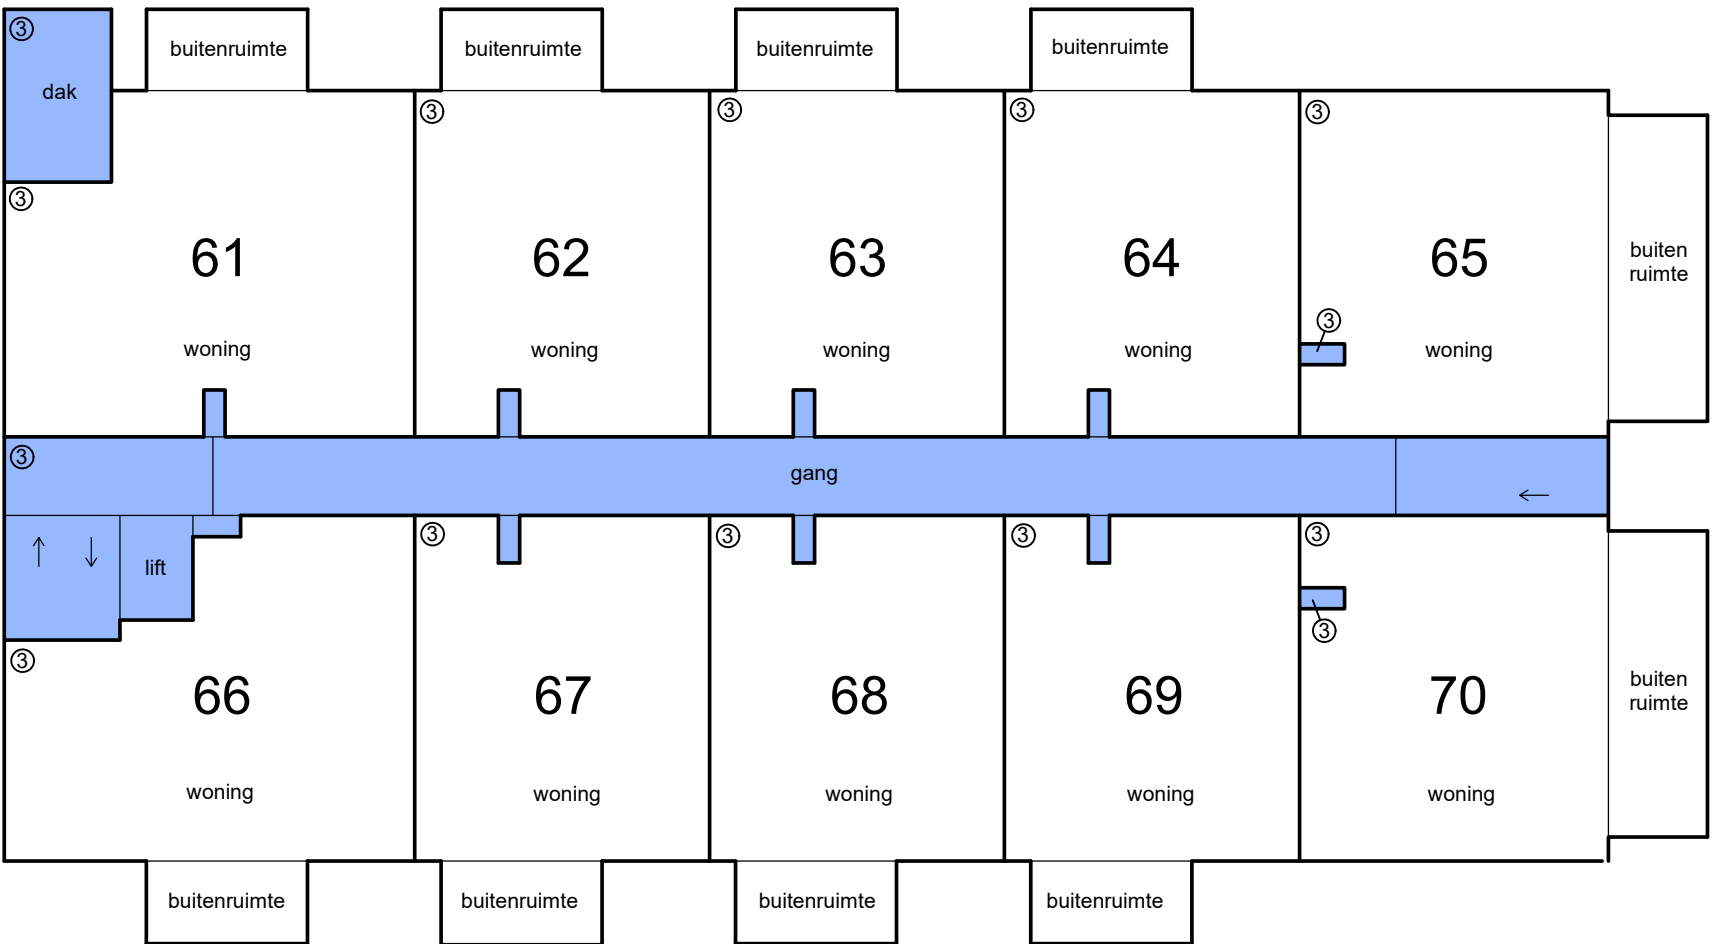 ③
dak
buitenruimte
buitenruimte
buitenruimte
buitenruimte
③
③
③
③
③
61
62
63
64
65
buiten
ruimte
③
woning
woning
woning
woning
woning
③
gang
←
③
③
③
③
↑
↓
lift
③
③
66
67
68
69
70
buiten
ruimte
woning
woning
woning
woning
woning
buitenruimte
buitenruimte
buitenruimte
buitenruimte